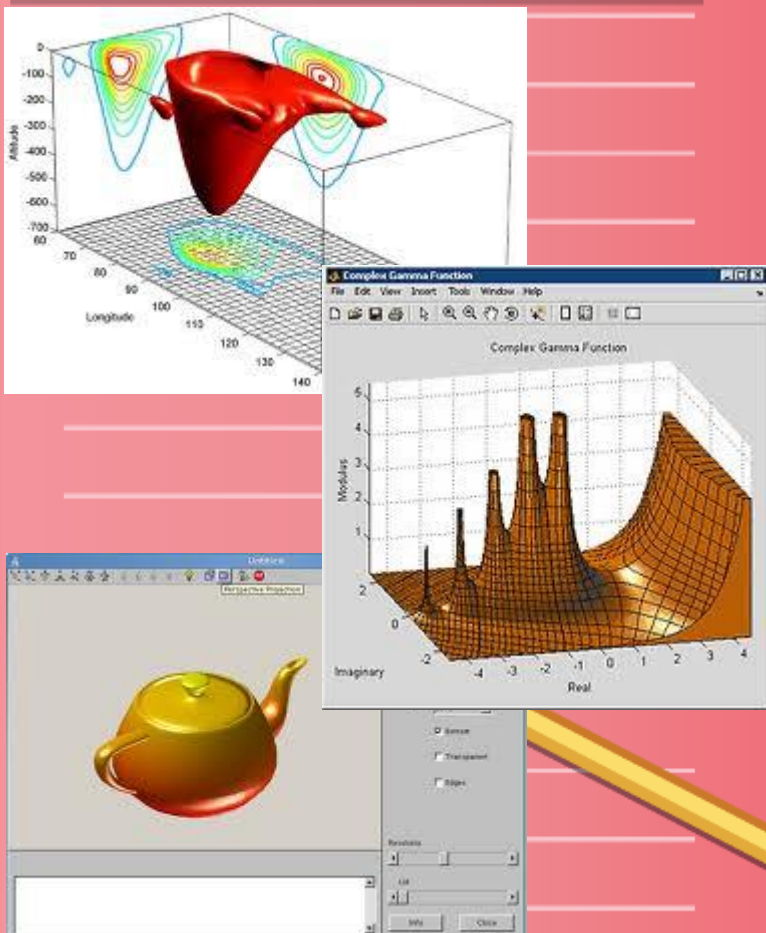 0
-100
-200
-300
-400
-500
-600
-700
Altitude
60
70
80
90
100
110
120
130
140
Longitude
Complex Gamma Function
File Edit View Insert Tools Window Help
Complex Gamma Function
5
4
3
2
1
Modulus
2
0
-2
Imaginary
-4 -3 -2 -1 0 1 2 3 4
Real
Untitled
Perspective Projection
Transparent
Edges
Resolution
Info Close